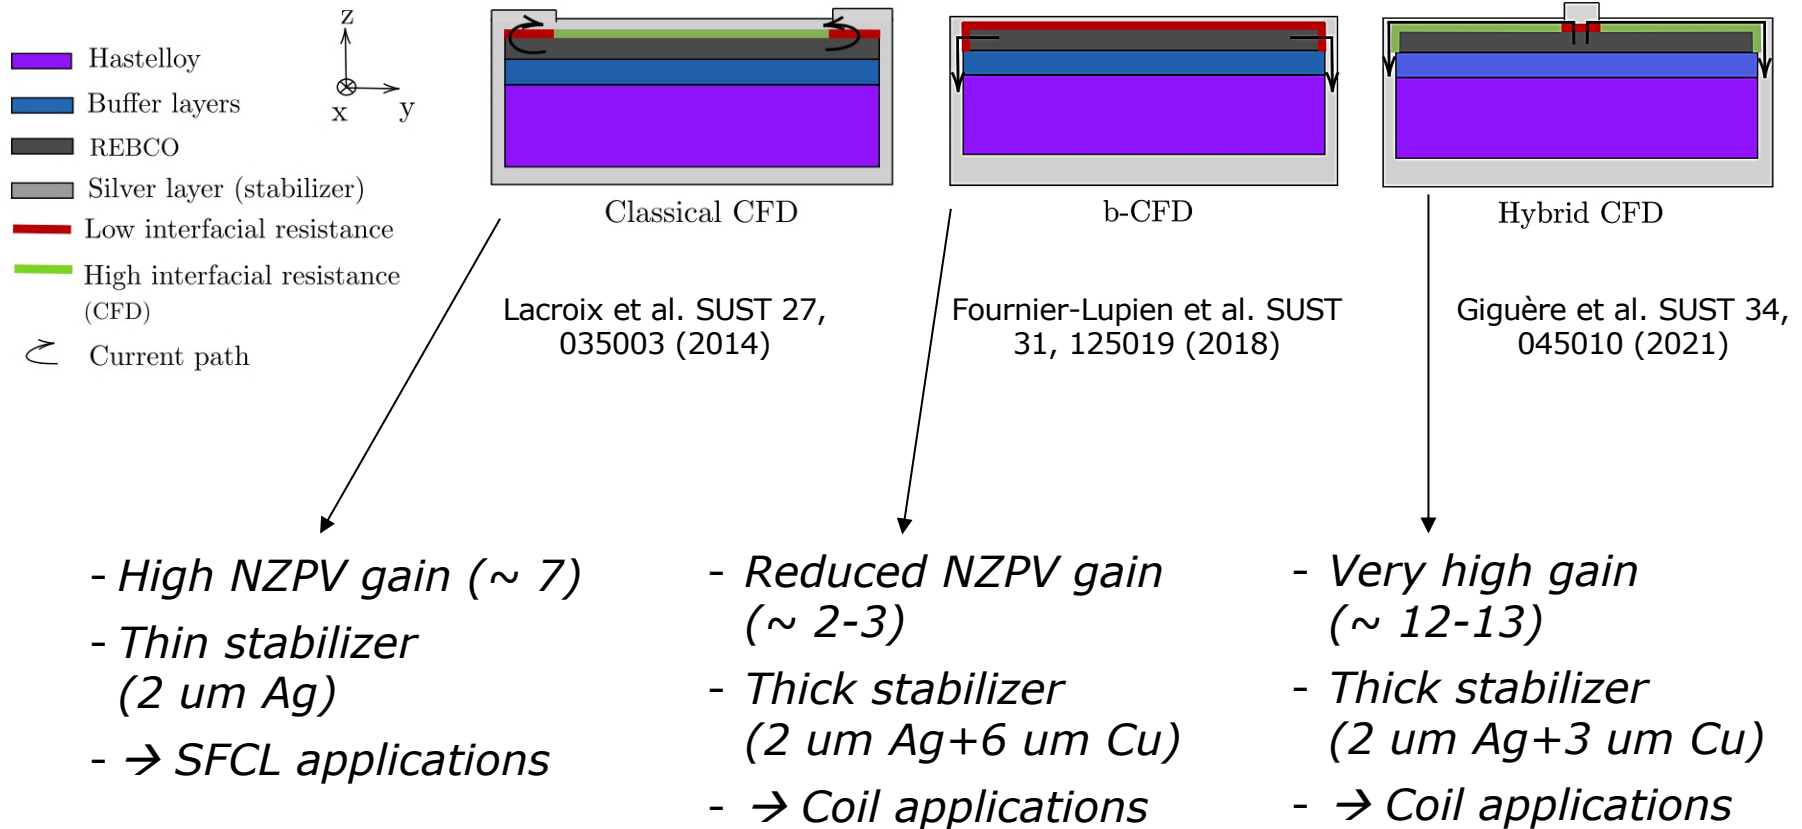 Hastelloy
Buffer layers
REBCO
Silver layer (stabilizer)
Low interfacial resistance
High interfacial resistance
(CFD)
Current path
z
x
y
Classical CFD
b-CFD
Hybrid CFD
Lacroix et al. SUST 27,
035003 (2014)
Fournier-Lupien et al. SUST
31, 125019 (2018)
Giguère et al. SUST 34,
045010 (2021)
- High NZPV gain (~ 7)
- Thin stabilizer
(2 um Ag)
- → SFCL applications
- Reduced NZPV gain
(~ 2-3)
- Thick stabilizer
(2 um Ag+6 um Cu)
- → Coil applications
- Very high gain
(~ 12-13)
- Thick stabilizer
(2 um Ag+3 um Cu)
- → Coil applications